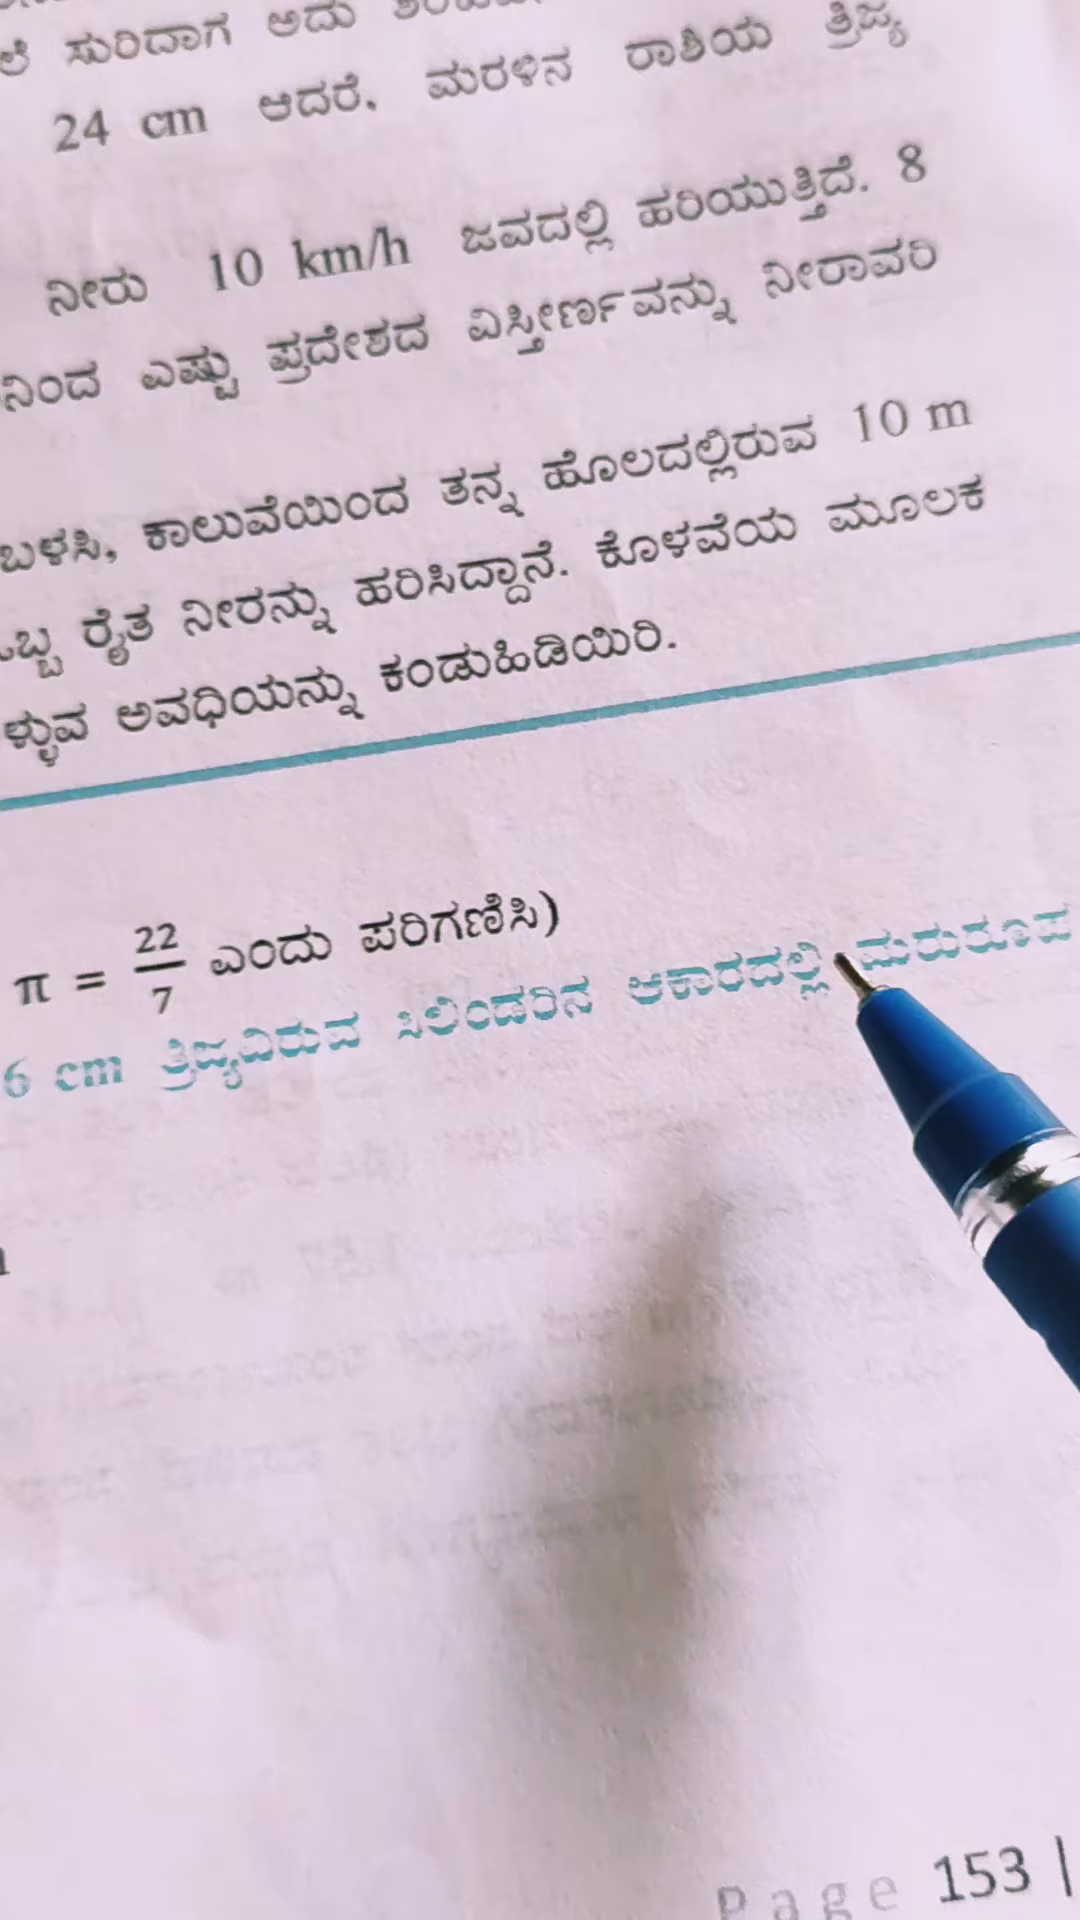 ಸುರಿದಾಗ ಅದು
24 cm ಆದರೆ, ಮರಳಿನ ರಾಶಿಯ ತ್ರಿಜ್ಯ
ನೀರು 10 km/h ಜವದಲ್ಲಿ ಹರಿಯುತ್ತಿದೆ. 8
ನಿಂದ ಎಷ್ಟು ಪ್ರದೇಶದ ವಿಸ್ತೀರ್ಣವನ್ನು ನೀರಾವರಿ
ಬಳಸಿ, ಕಾಲುವೆಯಿಂದ ತನ್ನ ಹೊಲದಲ್ಲಿರುವ 10 m
ರೈತ ನೀರನ್ನು ಹರಿಸಿದ್ದಾನೆ. ಕೊಳವೆಯ ಮೂಲಕ
ಳ್ಳುವ ಅವಧಿಯನ್ನು ಕಂಡುಹಿಡಿಯಿರಿ.
π = 22/7 ಎಂದು ಪರಿಗಣಿಸಿ)
6 cm ತ್ರಿಜ್ಯವಿರುವ ಸಿಲಿಂಡರಿನ ಆಕಾರದಲ್ಲಿ ಮರುರೂಪ
Page 153 |